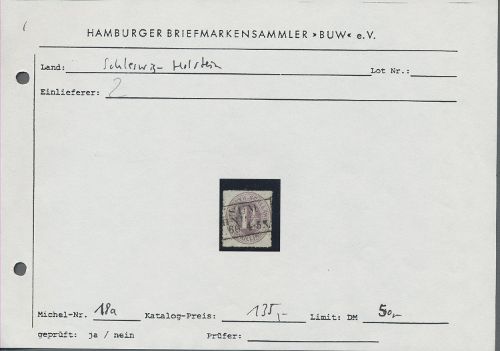 HAMBURGER BRIEFMARKENSAMMLER »BUW« e.V.
Land: Schleswig-Holstein Lot Nr.:
Einlieferer: 2
Michel-Nr. 18a Katalog-Preis: 135,- Limit: DM 50,-
geprüft: ja / nein Prüfer: